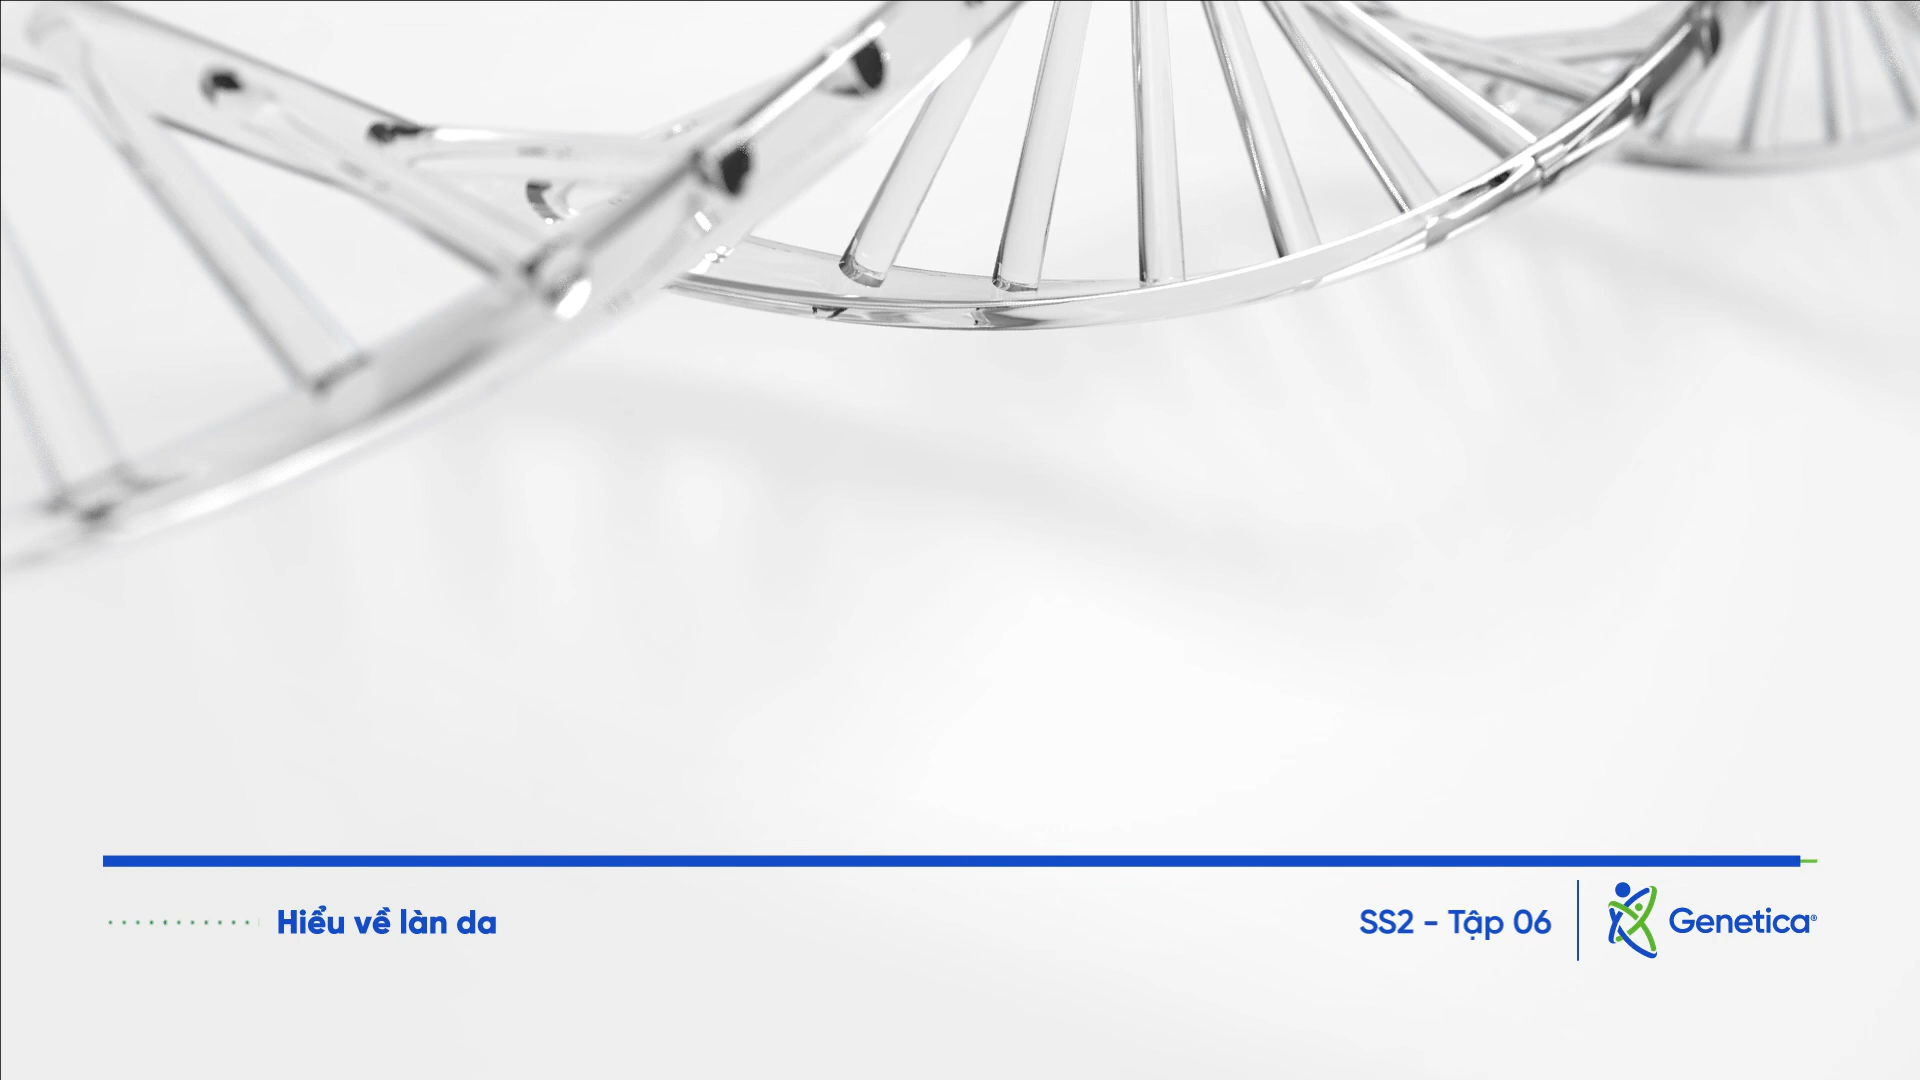 Hiểu về làn da
SS2 - Tập 06
Genetica®